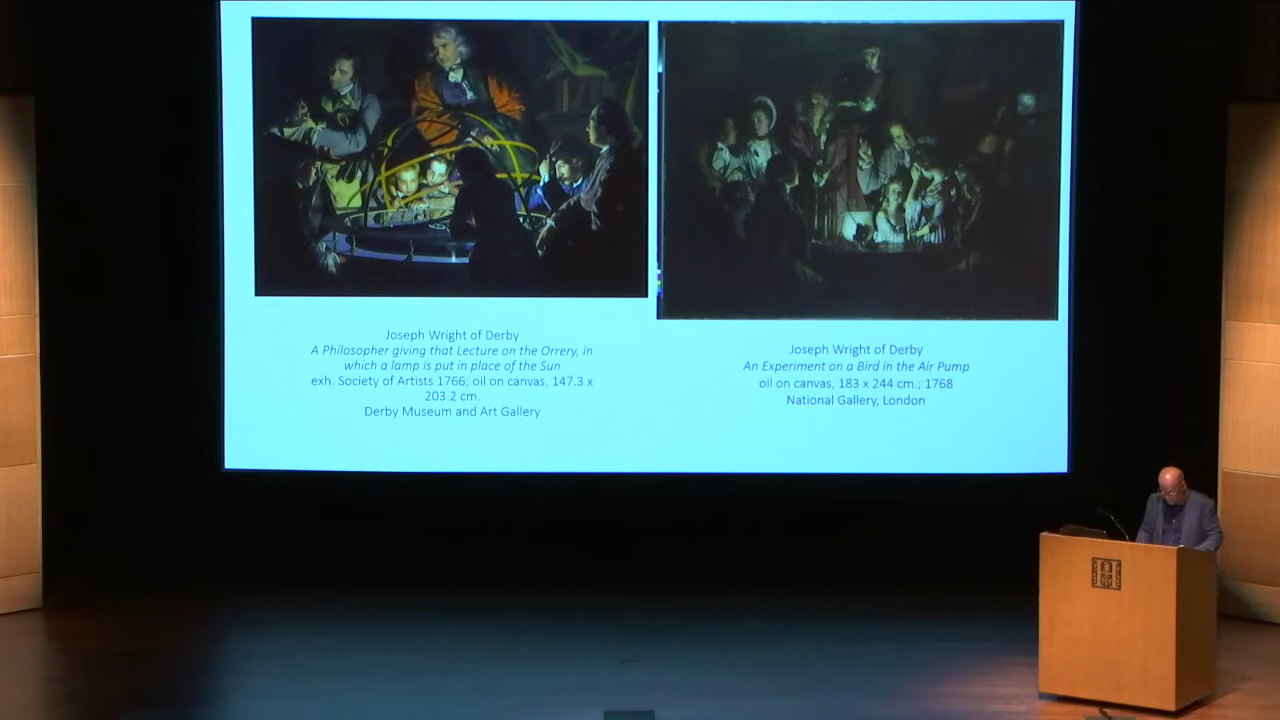 Joseph Wright of Derby
A Philosopher giving that Lecture on the Orrery, in
which a lamp is put in place of the Sun
exh. Society of Artists 1766; oil on canvas, 147.3 x
203.2 cm.
Derby Museum and Art Gallery
Joseph Wright of Derby
An Experiment on a Bird in the Air Pump
oil on canvas, 183 x 244 cm.; 1768
National Gallery, London